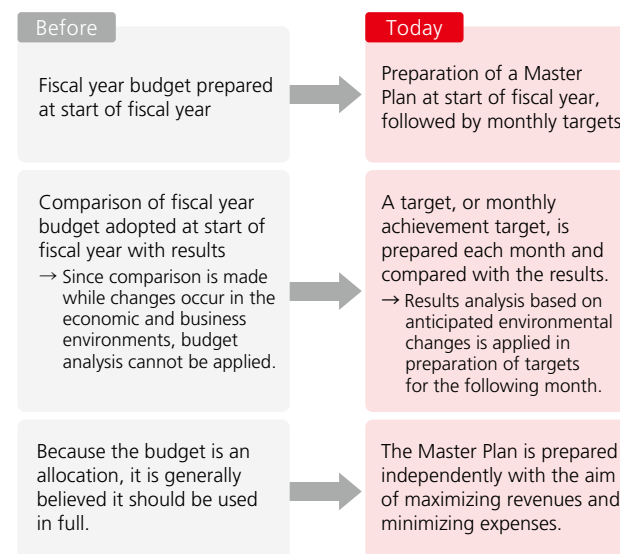 Before
Today
Fiscal year budget prepared
at start of fiscal year
Preparation of a Master
Plan at start of fiscal year,
followed by monthly targets
Comparison of fiscal year
budget adopted at start of
fiscal year with results
→ Since comparison is made
while changes occur in the
economic and business
environments, budget
analysis cannot be applied.
A target, or monthly
achievement target, is
prepared each month and
compared with the results.
→ Results analysis based on
anticipated environmental
changes is applied in
preparation of targets
for the following month.
Because the budget is an
allocation, it is generally
believed it should be used
in full.
The Master Plan is prepared
independently with the aim
of maximizing revenues and
minimizing expenses.